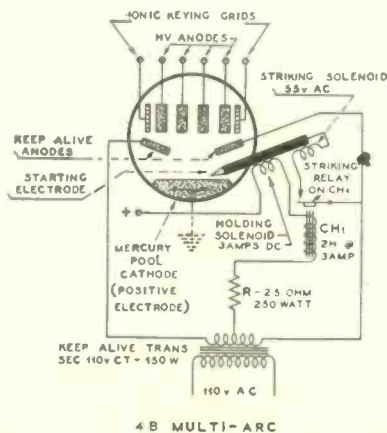 IONIC KEYING GRIDS
HV ANODES
STRIKING SOLENOID
55V AC
KEEP ALIVE
ANODES
STARTING
ELECTRODE
STRIKING
RELAY
ON CH1
+
HOLDING
SOLENOID
3AMPS DC
CH1
2H @
3AMP
MERCURY
POOL
CATHODE
(POSITIVE
ELECTRODE)
R-25 OHM
250 WATT
KEEP ALIVE TRANS
SEC 110V CT-150W
110V AC
4B MULTI-ARC